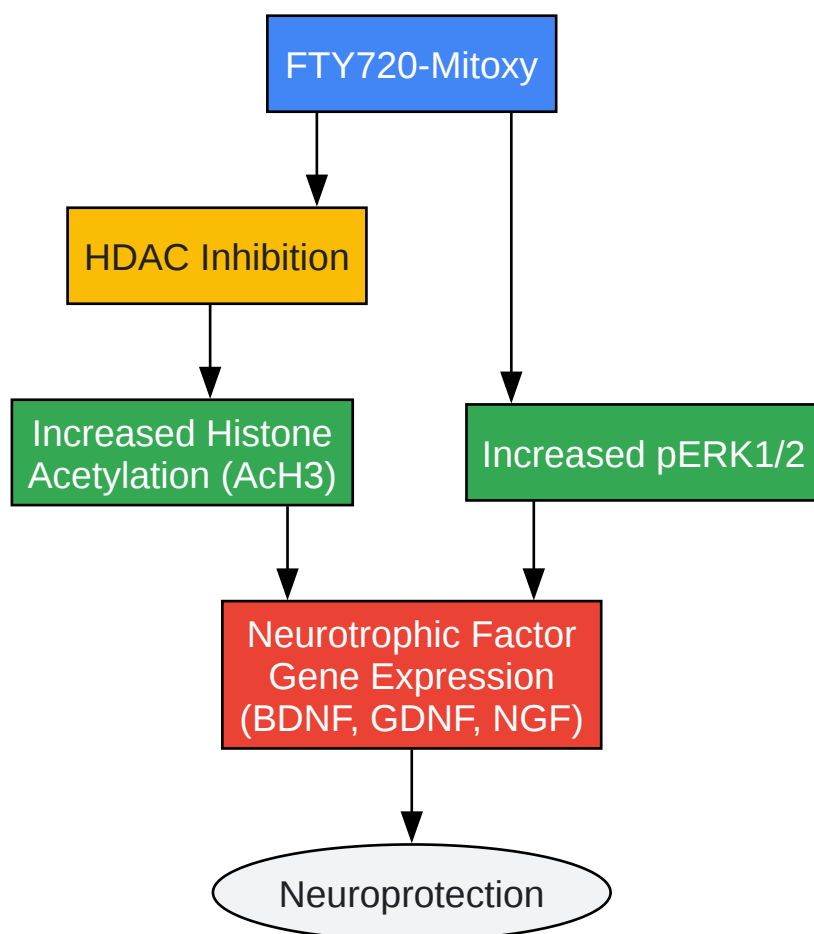 FTY720-Mitoxy
HDAC Inhibition
Increased Histone
Acetylation (AcH3)
Increased pERK1/2
Neurotrophic Factor
Gene Expression
(BDNF, GDNF, NGF)
Neuroprotection